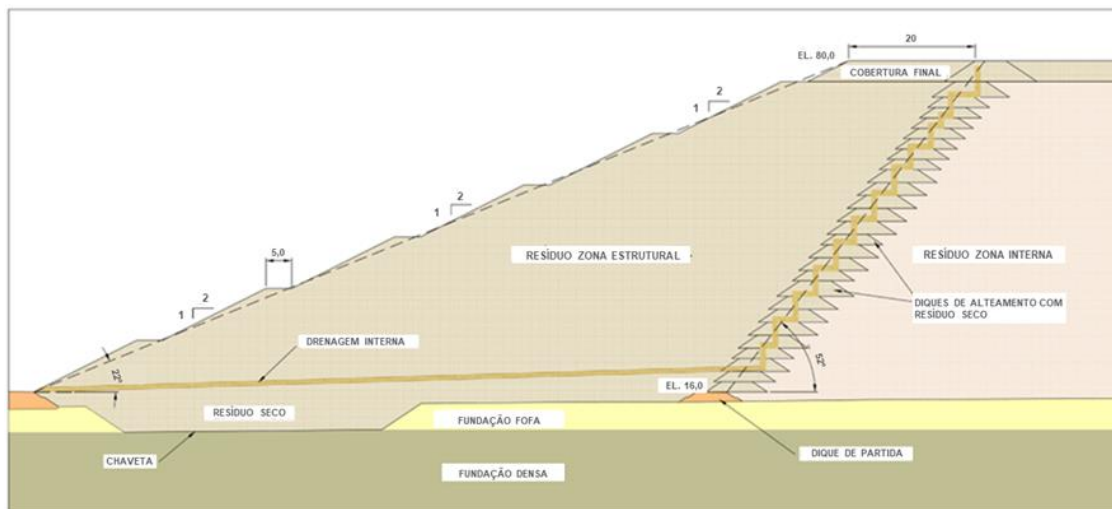 20
EL. 80,0
COBERTURA FINAL
2
1
2
1
5,0
RESÍDUO ZONA ESTRUTURAL
RESÍDUO ZONA INTERNA
2
1
DIQUES DE ALTEAMENTO COM
RESÍDUO SECO
DRENAGEM INTERNA
22º
52º
EL. 16,0
RESÍDUO SECO
FUNDAÇÃO FOFA
CHAVETA
DIQUE DE PARTIDA
FUNDAÇÃO DENSA